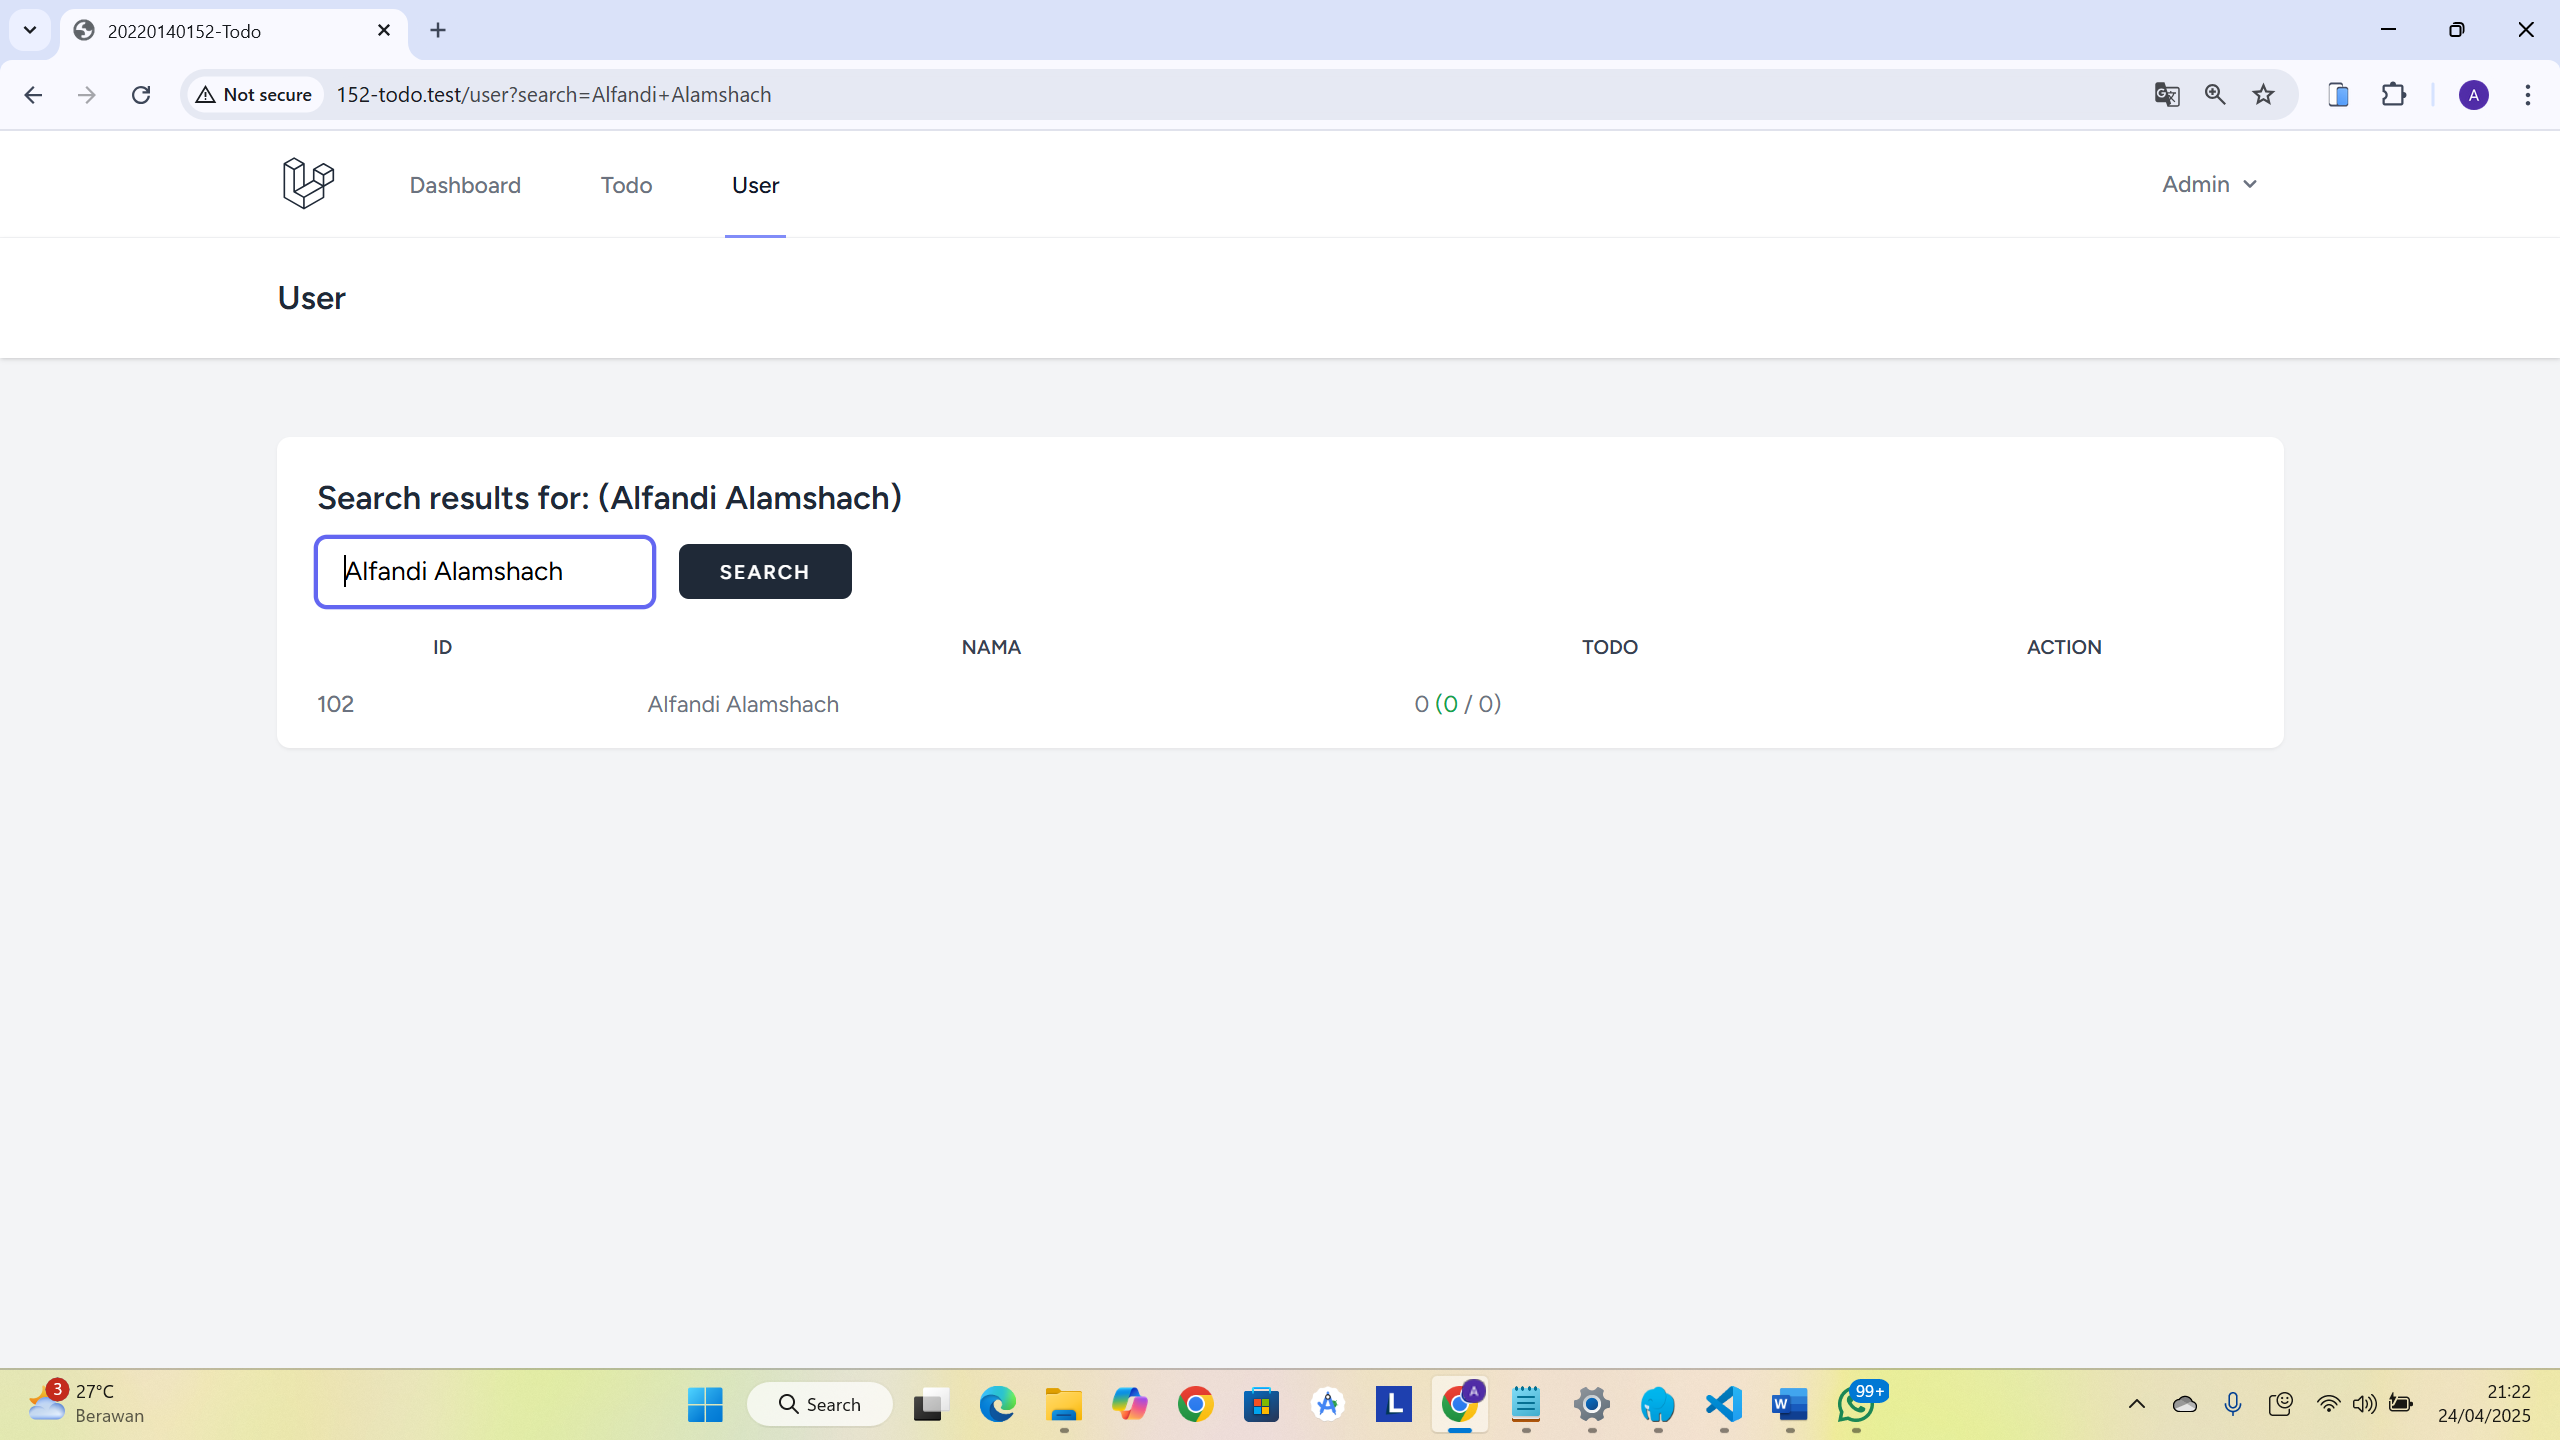 20220140152-Todo
Not secure
152-todo.test/user?search=Alfandi+Alamshach
A
Dashboard
Todo
User
Admin
User
Search results for: (Alfandi Alamshach)
Alfandi Alamshach
SEARCH
ID
NAMA
TODO
ACTION
102
Alfandi Alamshach
0 (0 / 0)
3
27°C
Berawan
Search
L
A
W
99+
21:22
24/04/2025